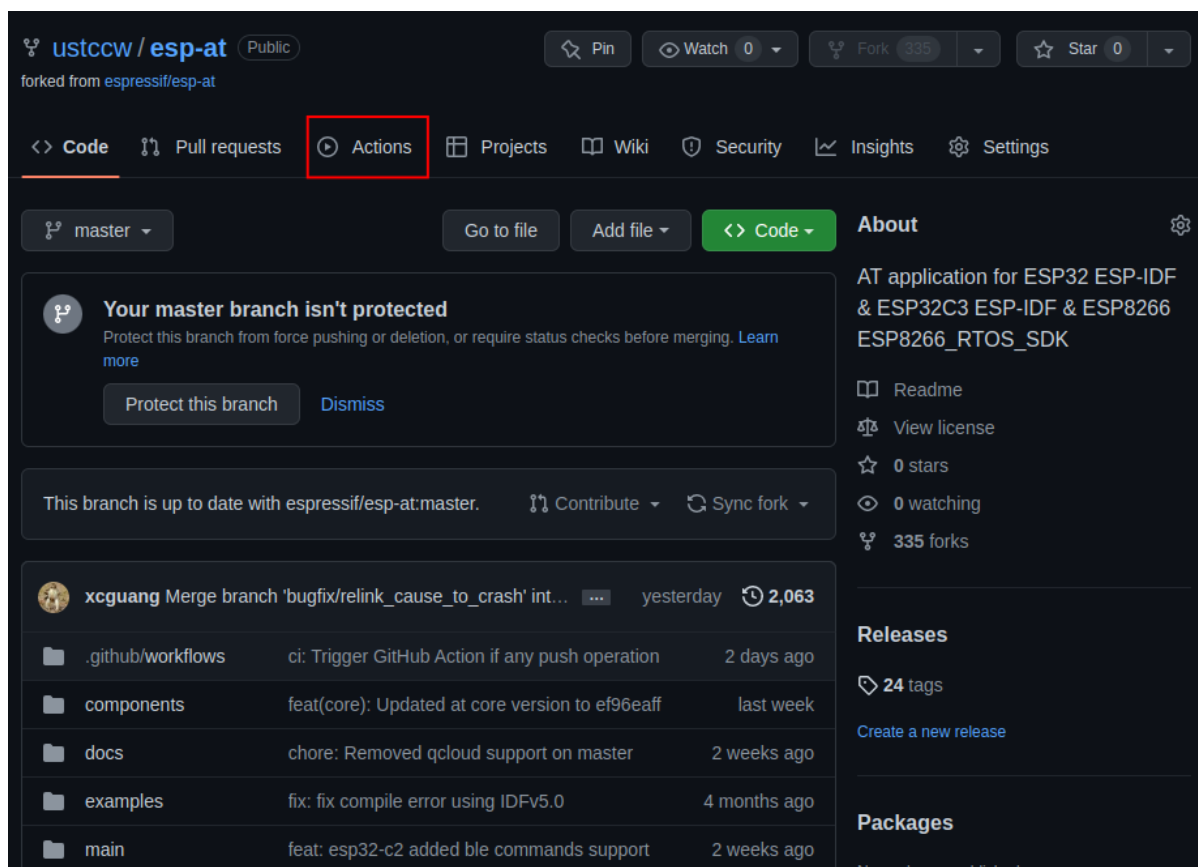 ustccw / esp-at Public
Pin
Watch 0
Fork 335
Star 0
forked from espressif/esp-at
Code
Pull requests
Actions
Projects
Wiki
Security
Insights
Settings
master
Go to file
Add file
Code
Your master branch isn't protected
Protect this branch from force pushing or deletion, or require status checks before merging. Learn
more
Protect this branch
Dismiss
This branch is up to date with espressif/esp-at:master.
Contribute
Sync fork
xcguang Merge branch 'bugfix/relink_cause_to_crash' int... ... yesterday 2,063
.github/workflows ci: Trigger GitHub Action if any push operation 2 days ago
components feat(core): Updated at core version to ef96eaff last week
docs chore: Removed qcloud support on master 2 weeks ago
examples fix: fix compile error using IDFv5.0 4 months ago
main feat: esp32-c2 added ble commands support 2 weeks ago
About
AT application for ESP32 ESP-IDF
& ESP32C3 ESP-IDF & ESP8266
ESP8266_RTOS_SDK
Readme
View license
0 stars
0 watching
335 forks
Releases
24 tags
Create a new release
Packages